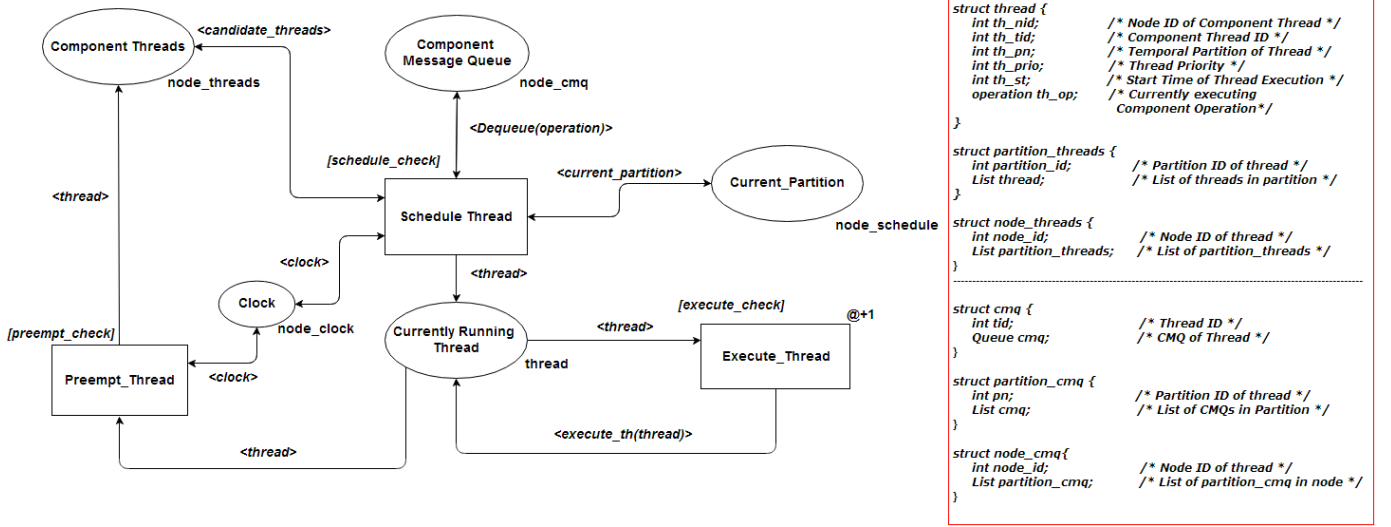 <candidate_threads>
Component Threads
node_threads
Component
Message Queue
node_cmq
<Dequeue(operation)>
[schedule_check]
<current_partition>
Current_Partition
node_schedule
Schedule Thread
<thread>
<clock>
<thread>
Clock
node_clock
[preempt_check]
Preempt_Thread
<clock>
Currently Running
Thread
thread
<thread>
[execute_check]
@+1
Execute_Thread
<execute_th(thread)>
<thread>
struct thread {
int th_nid; /* Node ID of Component Thread */
int th_tid; /* Component Thread ID */
int th_pn; /* Temporal Partition of Thread */
int th_prio; /* Thread Priority */
int th_st; /* Start Time of Thread Execution */
operation th_op; /* Currently executing
Component Operation*/
}
struct partition_threads {
int partition_id; /* Partition ID of thread */
List thread; /* List of threads in partition */
}
struct node_threads {
int node_id; /* Node ID of thread */
List partition_threads; /* List of partition_threads */
}
struct cmq {
int tid; /* Thread ID */
Queue cmq; /* CMQ of Thread */
}
struct partition_cmq {
int pn; /* Partition ID of thread */
List cmq; /* List of CMQs in Partition */
}
struct node_cmq{
int node_id; /* Node ID of thread */
List partition_cmq; /* List of partition_cmq in node */
}